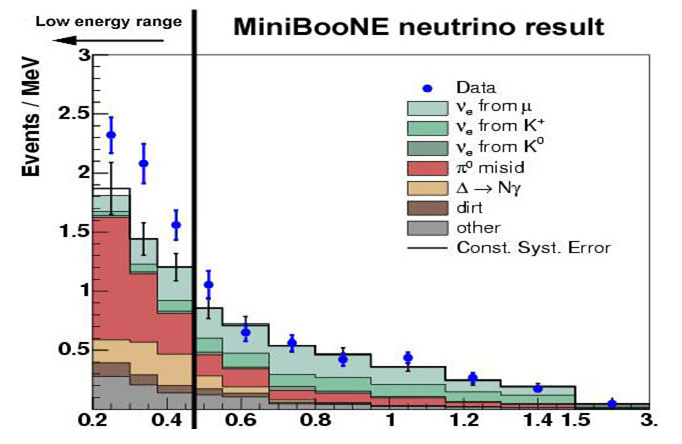 Low energy range
MiniBooNE neutrino result
Events / MeV
3
2.5
2
1.5
1
0.5
Data
νe from μ
νe from K+
νe from K0
π0 misid
Δ → Nγ
dirt
other
Const. Syst. Error
0.2 0.4 0.6 0.8 1 1.2 1.4 1.5 3.